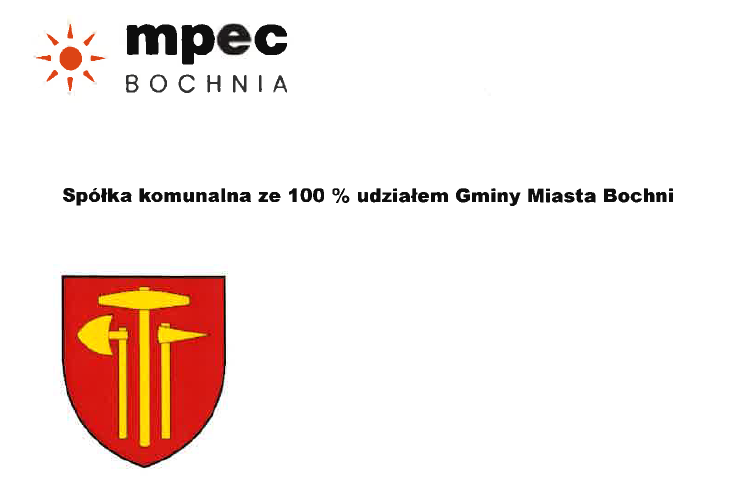 mpec
BOCHNIA
Spółka komunalna ze 100 % udziałem Gminy Miasta Bochni